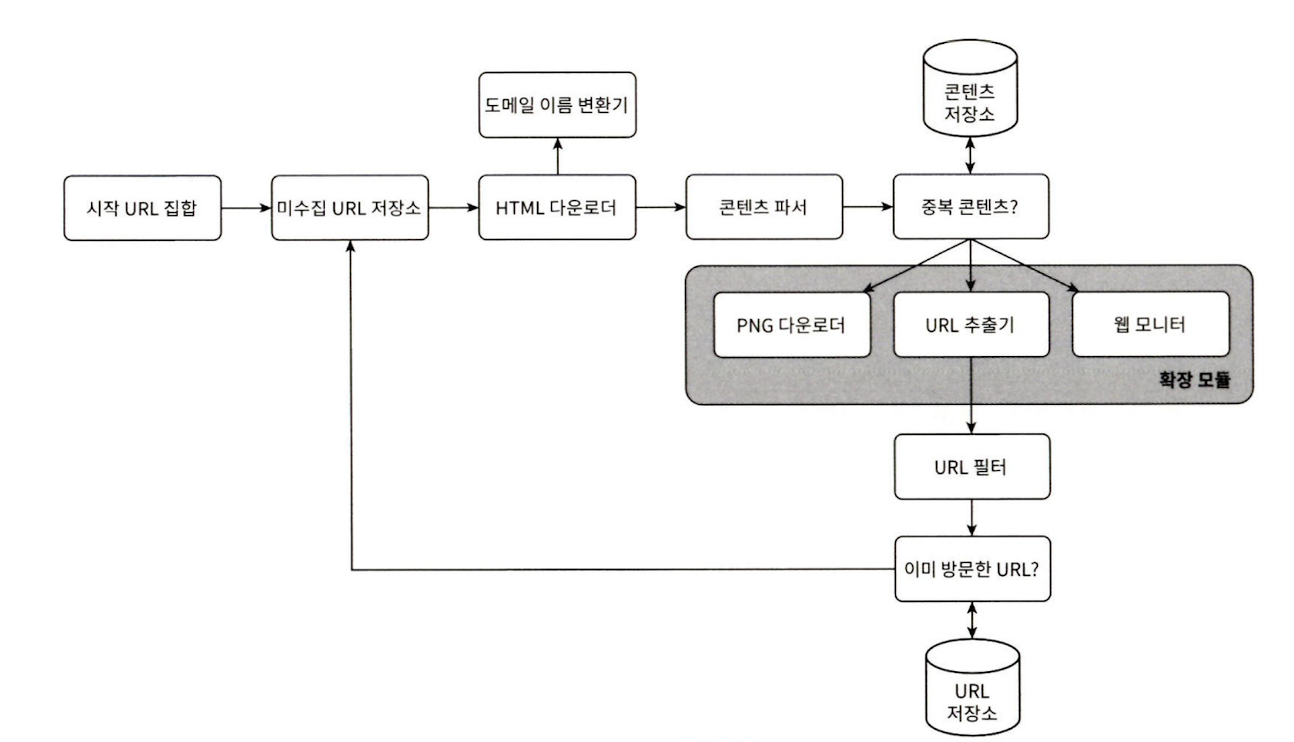 콘텐츠
저장소
도메일 이름 변환기
시작 URL 집합
미수집 URL 저장소
HTML 다운로더
콘텐츠 파서
중복 콘텐츠?
PNG 다운로더
URL 추출기
웹 모니터
확장 모듈
URL 필터
이미 방문한 URL?
URL
저장소